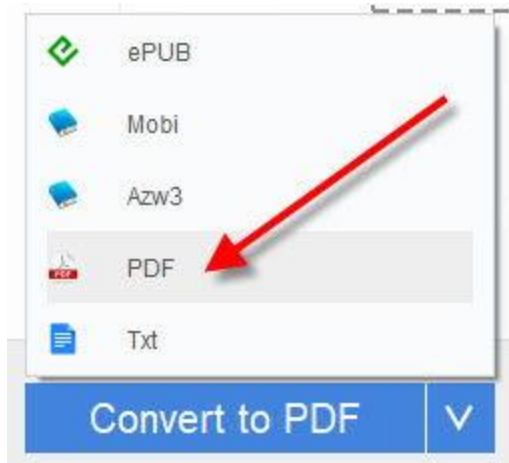 ePUB
Mobi
Azw3
PDF
PDF
Txt
Convert to PDF